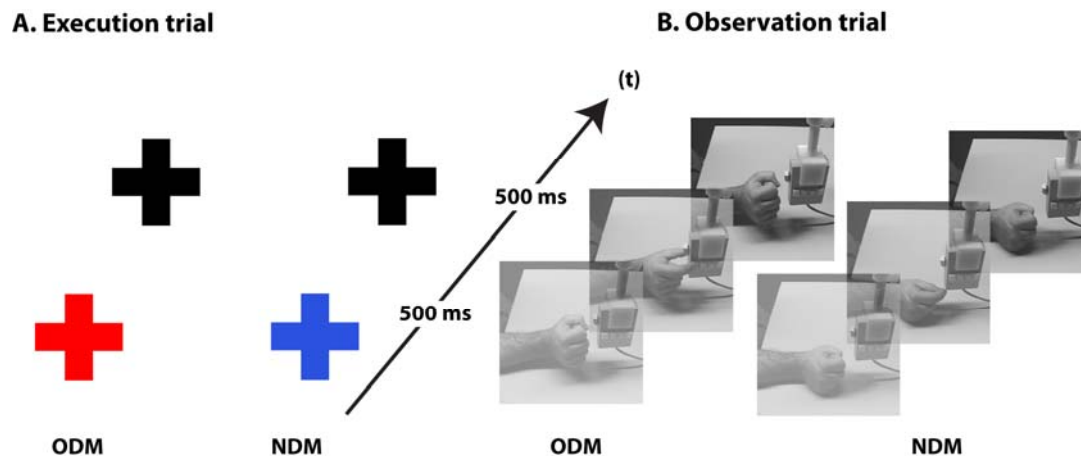 A. Execution trial
B. Observation trial
(t)
500 ms
500 ms
ODM
NDM
ODM
NDM